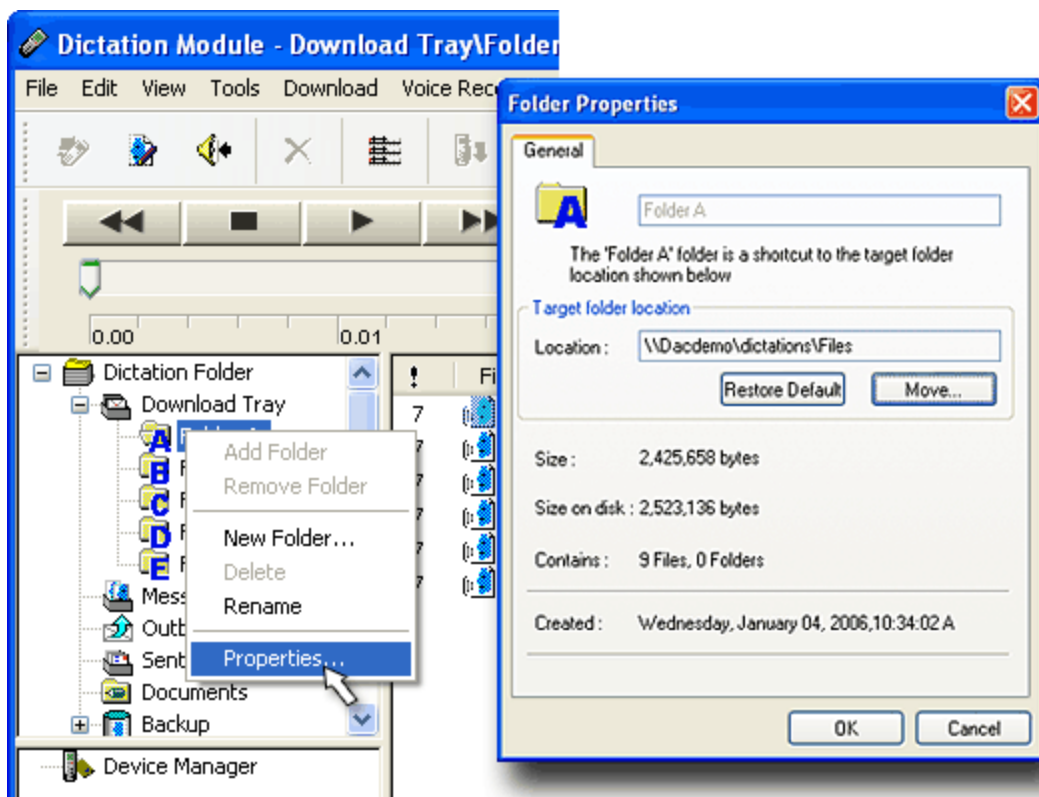 Dictation Module - Download Tray\Folder
File Edit View Tools Download Voice Rec
0.00 0.01
Dictation Folder
Download Tray
A
B F
C F
D F
E F
Mess
Outb
Sent
Documents
Backup
Device Manager
! Fi
7
7
7
7
7
7
Add Folder
Remove Folder
New Folder...
Delete
Rename
Properties...
Folder Properties
General
A
Folder A
The 'Folder A' folder is a shortcut to the target folder
location shown below
Target folder location
Location : \\Dacdemo\dictations\Files
Restore Default Move...
Size : 2,425,658 bytes
Size on disk : 2,523,136 bytes
Contains : 9 Files, 0 Folders
Created : Wednesday, January 04, 2006,10:34:02 A
OK Cancel